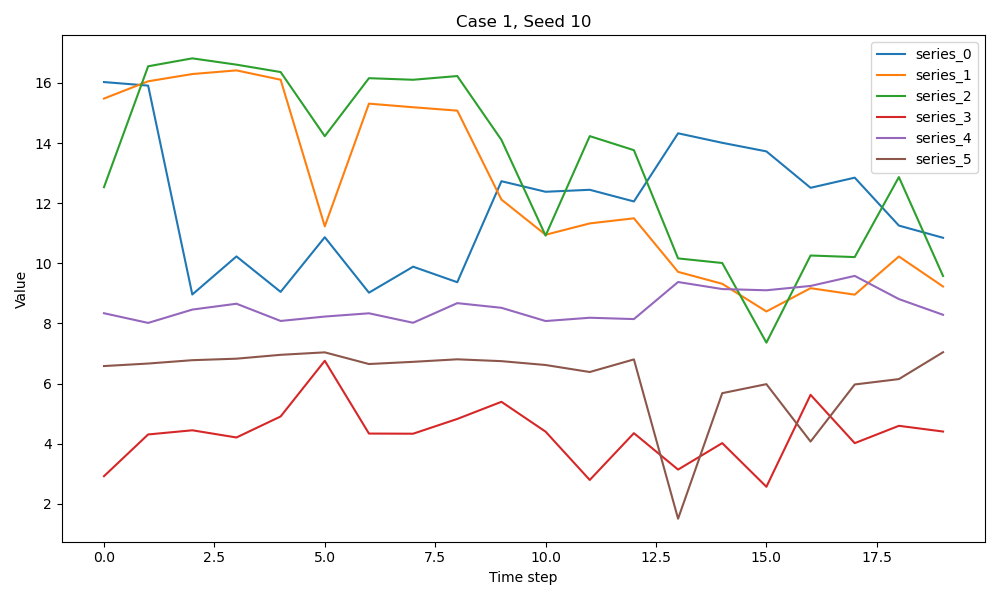 Case 1, Seed 10
series_0
series_1
series_2
series_3
series_4
series_5
Value
16
14
12
10
8
6
4
2
0.0 2.5 5.0 7.5 10.0 12.5 15.0 17.5
Time step